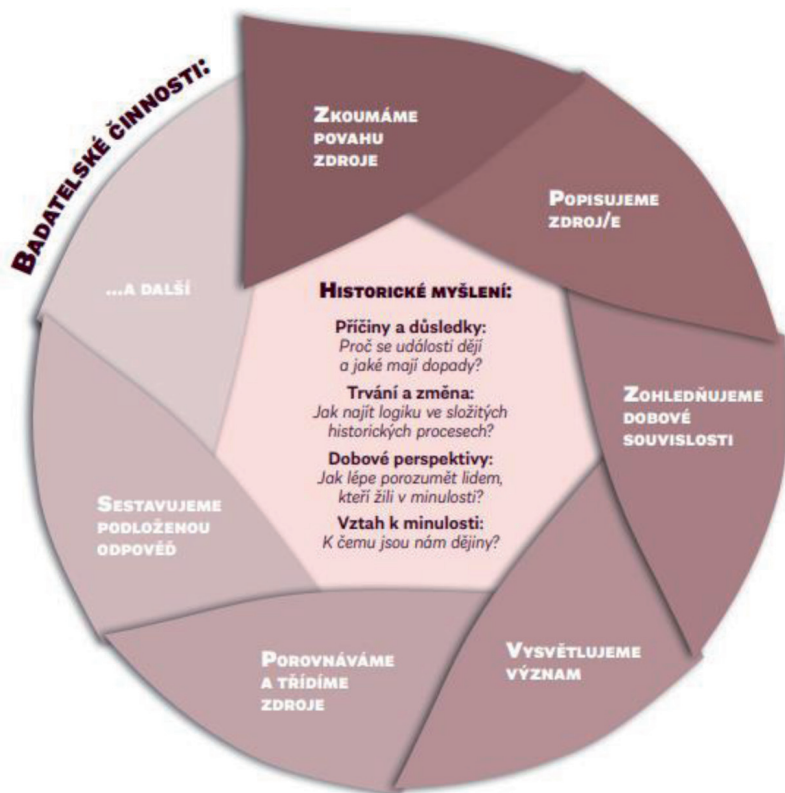 Badatelské činnosti:
Zkoumáme
povahu
zdroje
Popisujeme
zdroj/e
Zohledňujeme
dobové
souvislosti
Vysvětlujeme
význam
Porovnáváme
a třídíme
zdroje
Sestavujeme
podloženou
odpověď
...a další
Historické myšlení:
Příčiny a důsledky:
Proč se události dějí
a jaké mají dopady?
Trvání a změna:
Jak najít logiku ve složitých
historických procesech?
Dobové perspektivy:
Jak lépe porozumět lidem,
kteří žili v minulosti?
Vztah k minulosti:
K čemu jsou nám dějiny?